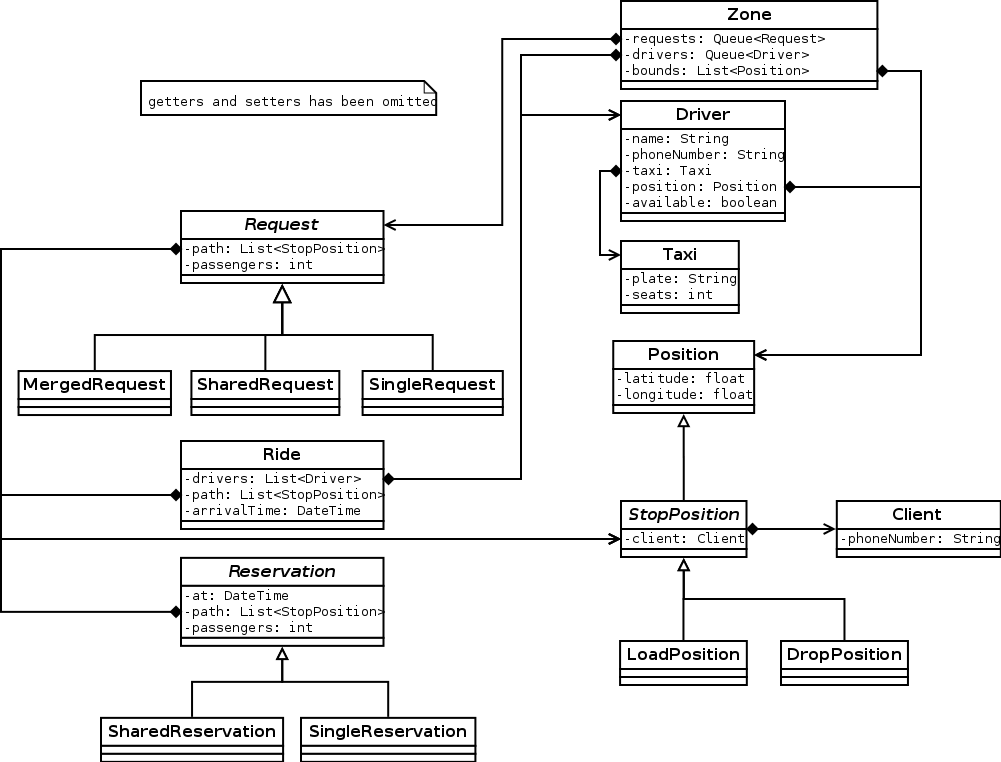 Zone
-requests: Queue<Request>
-drivers: Queue<Driver>
-bounds: List<Position>
getters and setters has been omitted
Driver
-name: String
-phoneNumber: String
-taxi: Taxi
-position: Position
-available: boolean
Request
-path: List<StopPosition>
-passengers: int
Taxi
-plate: String
-seats: int
Position
-latitude: float
-longitude: float
MergedRequest
SharedRequest
SingleRequest
Ride
-drivers: List<Driver>
-path: List<StopPosition>
-arrivalTime: DateTime
StopPosition
-client: Client
Client
-phoneNumber: String
Reservation
-at: DateTime
-path: List<StopPosition>
-passengers: int
LoadPosition
DropPosition
SharedReservation
SingleReservation